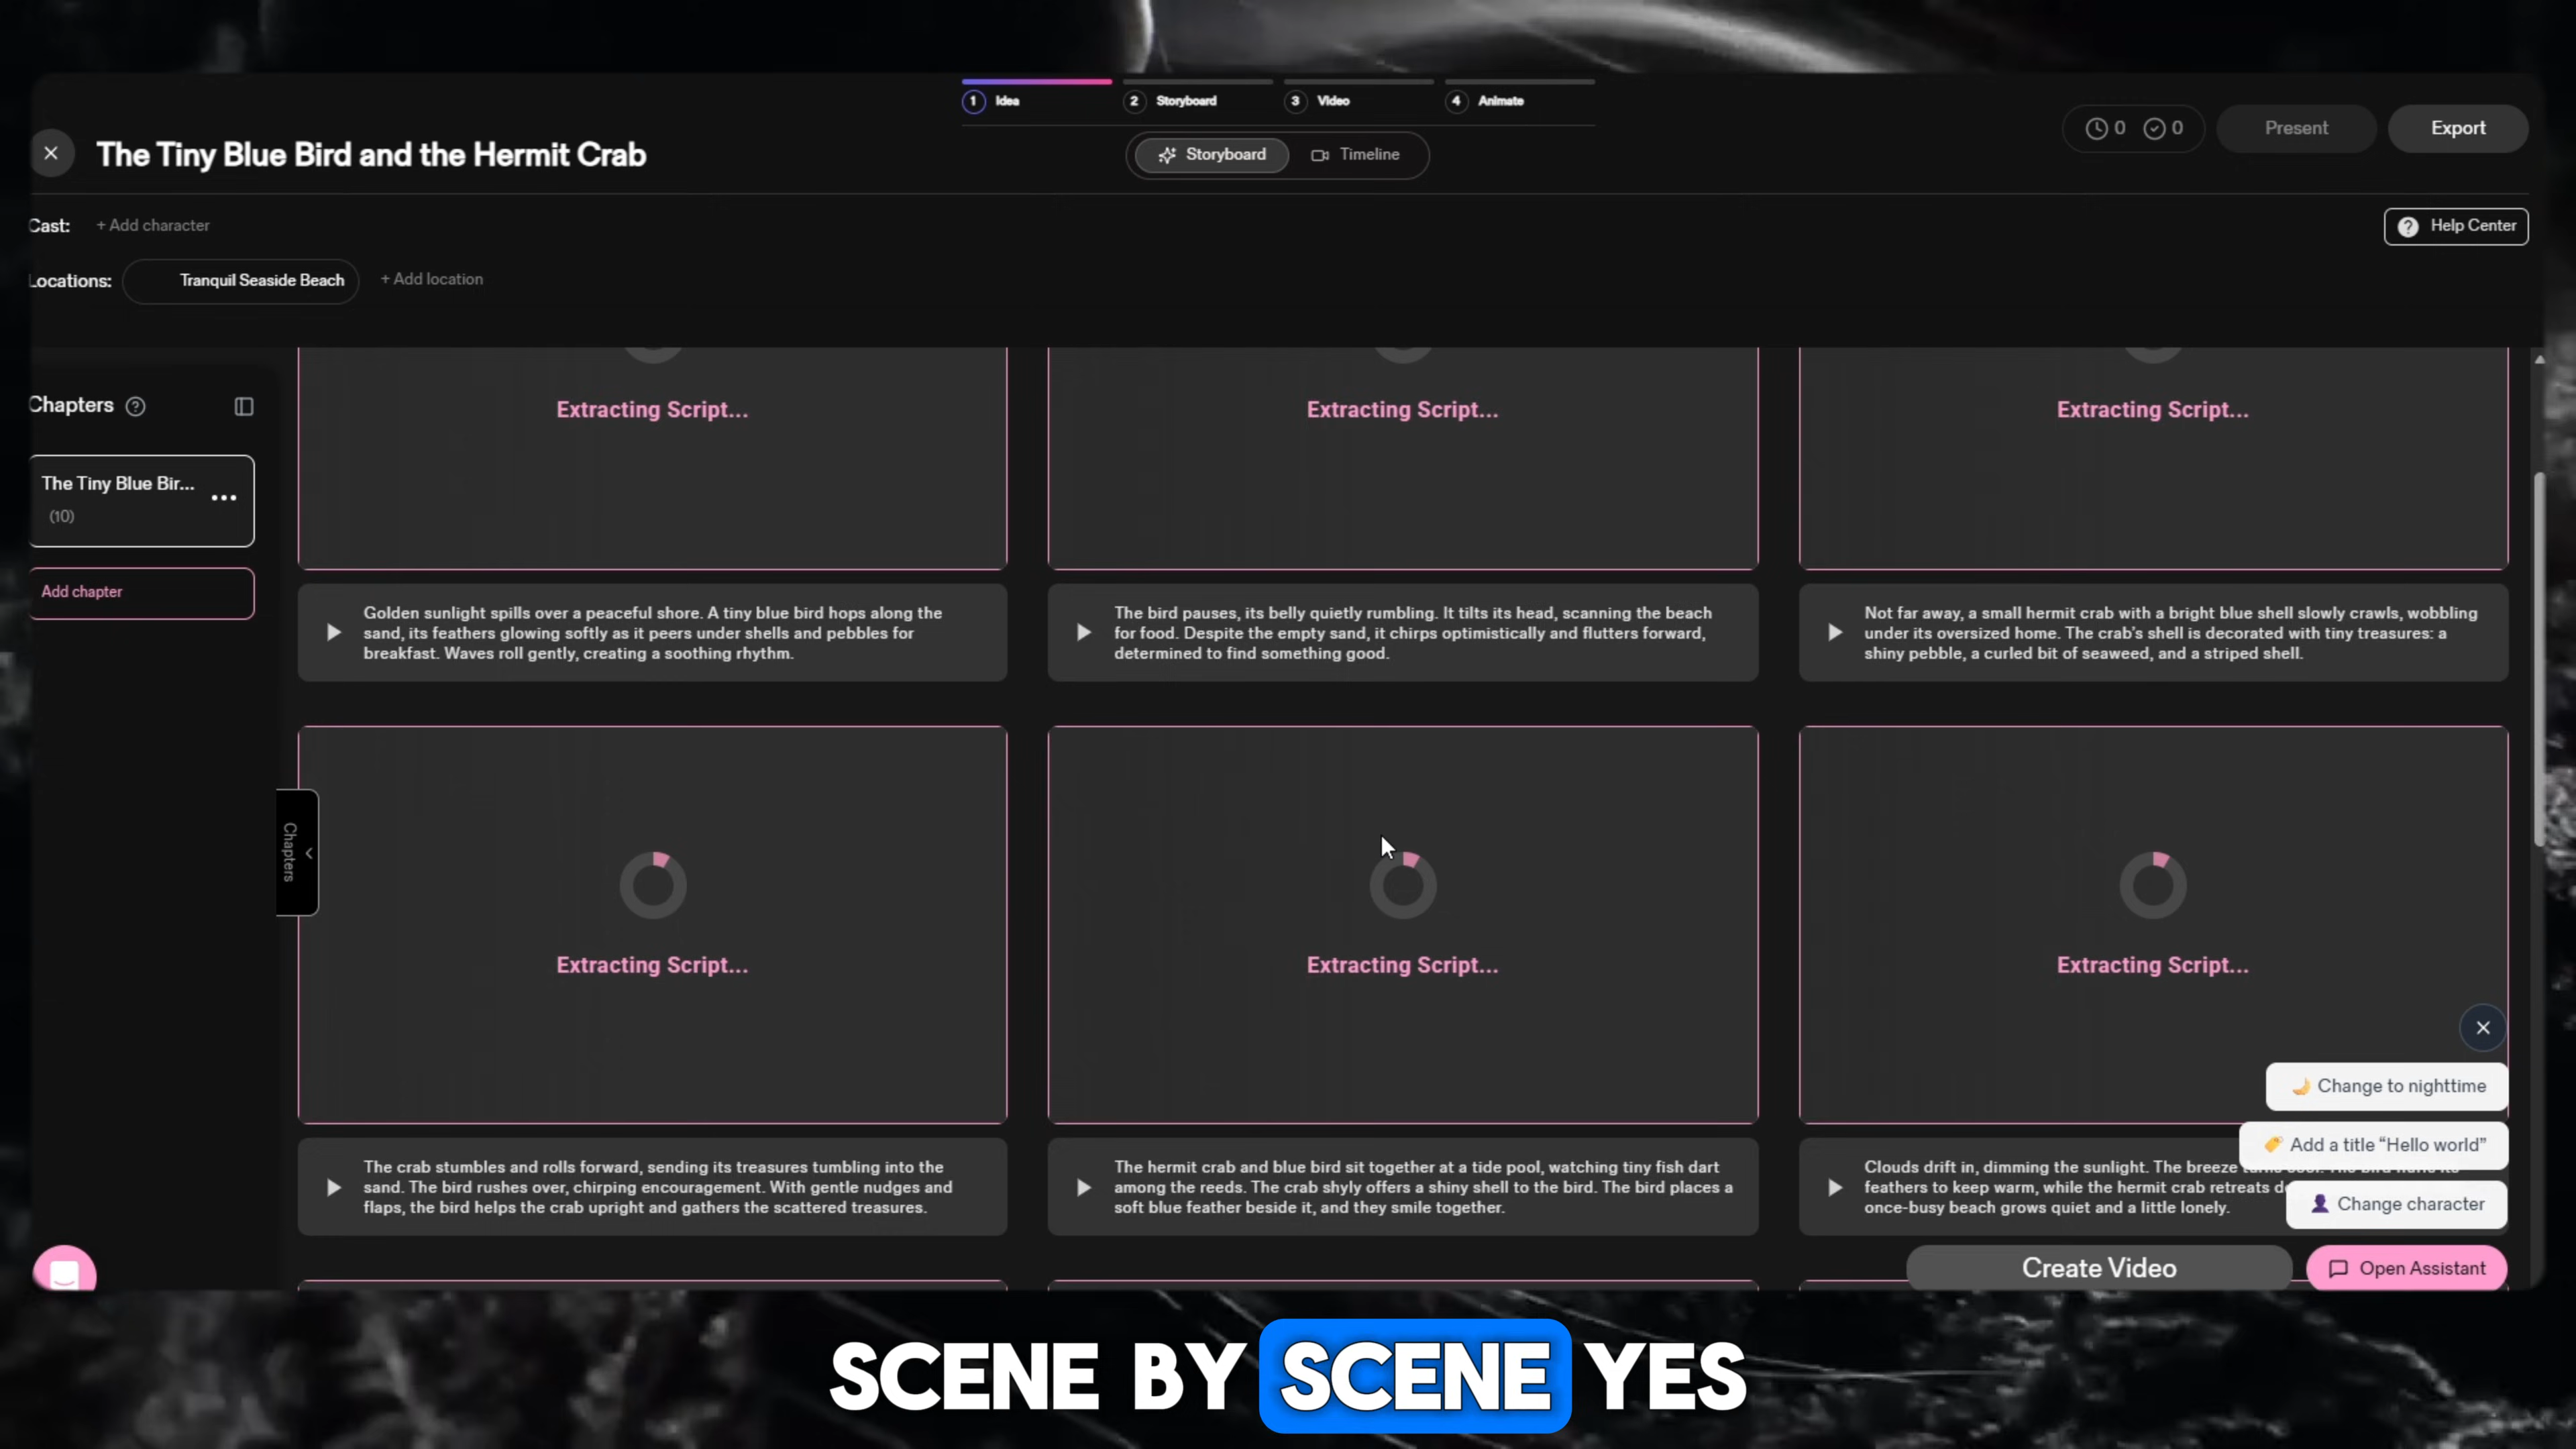 1 Idea
2 Storyboard
3 Video
4 Animate
The Tiny Blue Bird and the Hermit Crab
Storyboard
Timeline
0
0
Present
Export
Cast:
+ Add character
Help Center
Locations:
Tranquil Seaside Beach
+ Add location
Chapters
The Tiny Blue Bir...
(10)
Add chapter
Chapters
Extracting Script...
Extracting Script...
Extracting Script...
Golden sunlight spills over a peaceful shore. A tiny blue bird hops along the
sand, its feathers glowing softly as it peers under shells and pebbles for
breakfast. Waves roll gently, creating a soothing rhythm.
The bird pauses, its belly quietly rumbling. It tilts its head, scanning the beach
for food. Despite the empty sand, it chirps optimistically and flutters forward,
determined to find something good.
Not far away, a small hermit crab with a bright blue shell slowly crawls, wobbling
under its oversized home. The crab's shell is decorated with tiny treasures: a
shiny pebble, a curled bit of seaweed, and a striped shell.
Extracting Script...
Extracting Script...
Extracting Script...
The crab stumbles and rolls forward, sending its treasures tumbling into the
sand. The bird rushes over, chirping encouragement. With gentle nudges and
flaps, the bird helps the crab upright and gathers the scattered treasures.
The hermit crab and blue bird sit together at a tide pool, watching tiny fish dart
among the reeds. The crab shyly offers a shiny shell to the bird. The bird places a
soft blue feather beside it, and they smile together.
Clouds drift in, dimming the sunlight. The breeze
feathers to keep warm, while the hermit crab retreats
once-busy beach grows quiet and a little lonely.
Change to nighttime
Add a title “Hello world”
Change character
Create Video
Open Assistant
SCENE BY SCENE YES